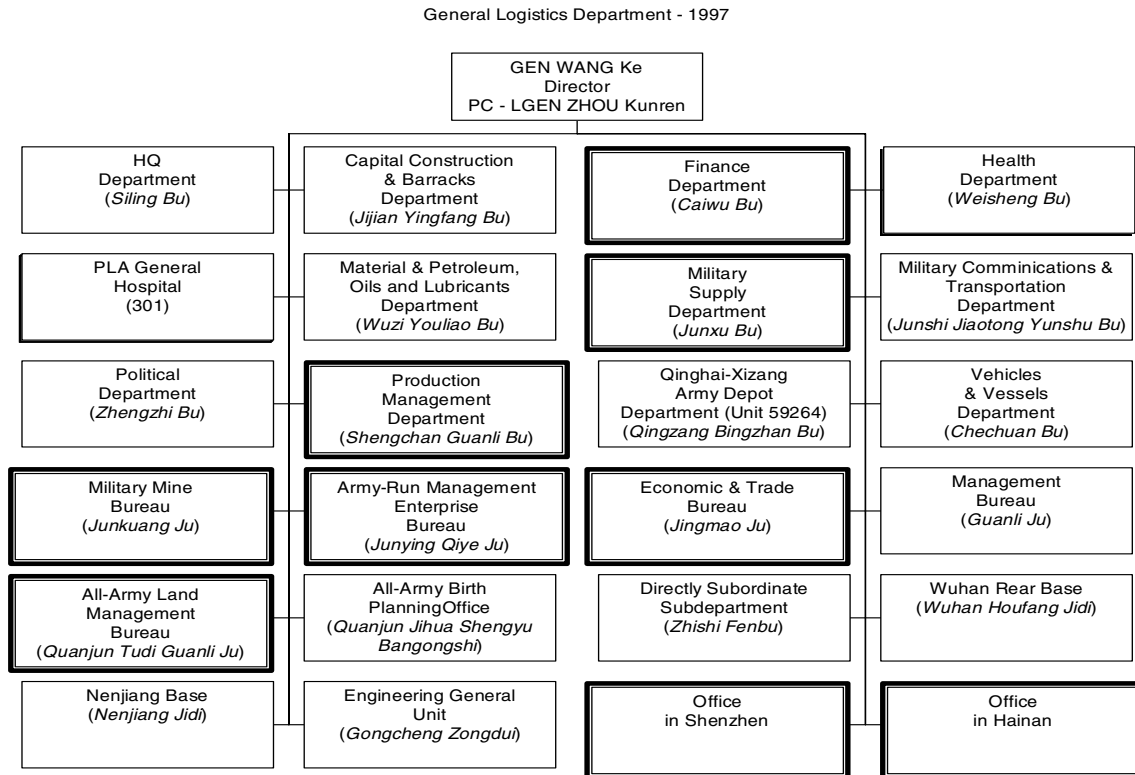 General Logistics Department - 1997
GEN WANG Ke
Director
PC - LGEN ZHOU Kunren
HQ
Department
(Siling Bu)
Capital Construction
& Barracks
Department
(Jijian Yingfang Bu)
Finance
Department
(Caiwu Bu)
Health
Department
(Weisheng Bu)
PLA General
Hospital
(301)
Material & Petroleum,
Oils and Lubricants
Department
(Wuzi Youliao Bu)
Military
Supply
Department
(Junxu Bu)
Military Comminications &
Transportation
Department
(Junshi Jiaotong Yunshu Bu)
Political
Department
(Zhengzhi Bu)
Production
Management
Department
(Shengchan Guanli Bu)
Qinghai-Xizang
Army Depot
Department (Unit 59264)
(Qingzang Bingzhan Bu)
Vehicles
& Vessels
Department
(Chechuan Bu)
Military Mine
Bureau
(Junkuang Ju)
Army-Run Management
Enterprise
Bureau
(Junying Qiye Ju)
Economic & Trade
Bureau
(Jingmao Ju)
Management
Bureau
(Guanli Ju)
All-Army Land
Management
Bureau
(Quanjun Tudi Guanli Ju)
All-Army Birth
PlanningOffice
(Quanjun Jihua Shengyu
Bangongshi)
Directly Subordinate
Subdepartment
(Zhishi Fenbu)
Wuhan Rear Base
(Wuhan Houfang Jidi)
Nenjiang Base
(Nenjiang Jidi)
Engineering General
Unit
(Gongcheng Zongdui)
Office
in Shenzhen
Office
in Hainan